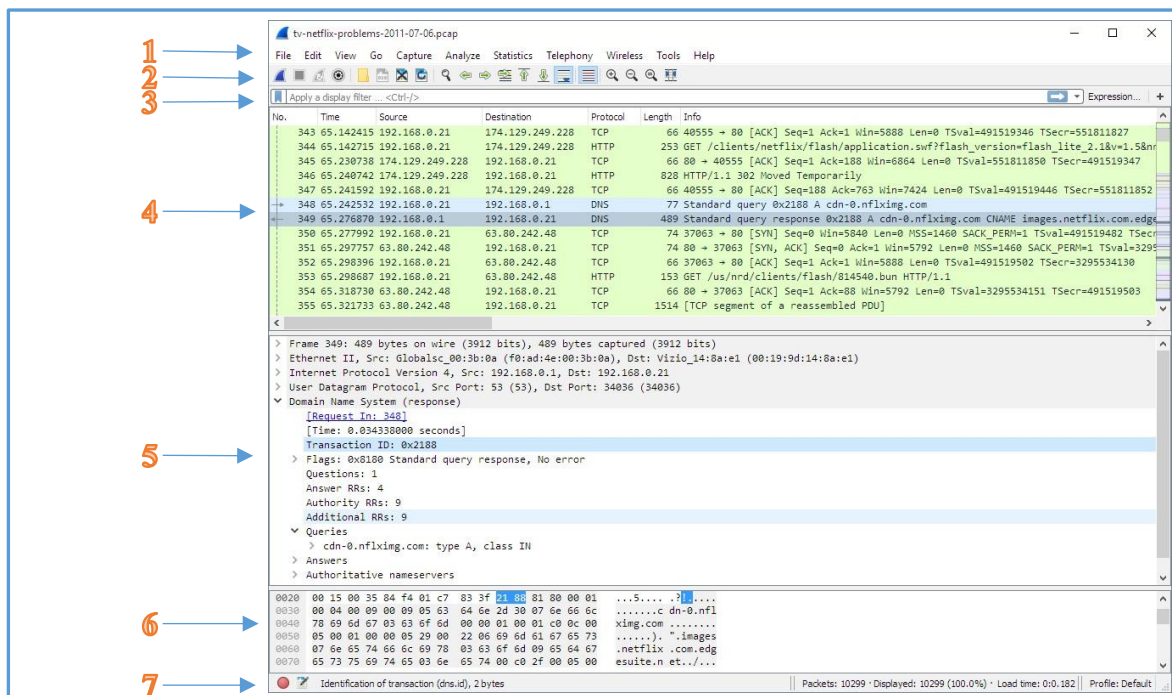 tv-netflix-problems-2011-07-06.pcap
1
File Edit View Go Capture Analyze Statistics Telephony Wireless Tools Help
2
3
Apply a display filter ... <Ctrl-/> Expression... +
No. Time Source Destination Protocol Length Info
343 65.142415 192.168.0.21 174.129.249.228 TCP 66 40555 → 80 [ACK] Seq=1 Ack=1 Win=5888 Len=0 TSval=491519346 TSecr=551811827
344 65.142715 192.168.0.21 174.129.249.228 HTTP 253 GET /clients/netflix/flash/application.swf?flash_version=flash_lite_2.1&v=1.5&nr
345 65.230738 174.129.249.228 192.168.0.21 TCP 66 80 → 40555 [ACK] Seq=1 Ack=188 Win=6864 Len=0 TSval=551811850 TSecr=491519347
346 65.240742 174.129.249.228 192.168.0.21 HTTP 828 HTTP/1.1 302 Moved Temporarily
347 65.241592 192.168.0.21 174.129.249.228 TCP 66 40555 → 80 [ACK] Seq=188 Ack=763 Win=7424 Len=0 TSval=491519446 TSecr=551811852
4
348 65.242532 192.168.0.21 192.168.0.1 DNS 77 Standard query 0x2188 A cdn-0.nflximg.com
349 65.276870 192.168.0.1 192.168.0.21 DNS 489 Standard query response 0x2188 A cdn-0.nflximg.com CNAME images.netflix.com.edge
350 65.277992 192.168.0.21 63.80.242.48 TCP 74 37063 → 80 [SYN] Seq=0 Win=5840 Len=0 MSS=1460 SACK_PERM=1 TSval=491519482 TSecr
351 65.297757 63.80.242.48 192.168.0.21 TCP 74 80 → 37063 [SYN, ACK] Seq=0 Ack=1 Win=5792 Len=0 MSS=1460 SACK_PERM=1 TSval=3295
352 65.298396 192.168.0.21 63.80.242.48 TCP 66 37063 → 80 [ACK] Seq=1 Ack=1 Win=5888 Len=0 TSval=491519502 TSecr=3295534130
353 65.298687 192.168.0.21 63.80.242.48 HTTP 153 GET /us/nrd/clients/flash/814540.bun HTTP/1.1
354 65.318730 63.80.242.48 192.168.0.21 TCP 66 80 → 37063 [ACK] Seq=1 Ack=88 Win=5792 Len=0 TSval=3295534151 TSecr=491519503
355 65.321733 63.80.242.48 192.168.0.21 TCP 1514 [TCP segment of a reassembled PDU]
Frame 349: 489 bytes on wire (3912 bits), 489 bytes captured (3912 bits)
Ethernet II, Src: Globalsc_00:3b:0a (f0:ad:4e:00:3b:0a), Dst: Vizio_14:8a:e1 (00:19:9d:14:8a:e1)
Internet Protocol Version 4, Src: 192.168.0.1, Dst: 192.168.0.21
User Datagram Protocol, Src Port: 53 (53), Dst Port: 34036 (34036)
Domain Name System (response)
[Request In: 348]
[Time: 0.034338000 seconds]
Transaction ID: 0x2188
5
Flags: 0x8180 Standard query response, No error
Questions: 1
Answer RRs: 4
Authority RRs: 9
Additional RRs: 9
Queries
cdn-0.nflximg.com: type A, class IN
Answers
Authoritative nameservers
0020 00 15 00 35 84 f4 01 c7 83 3f 21 88 81 80 00 01 ...5.... .?!.....
0030 00 04 00 09 00 09 05 63 64 6e 2d 30 07 6e 66 6c .......c dn-0.nfl
6
0040 78 69 6d 67 03 63 6f 6d 00 00 01 00 01 c0 0c 00 ximg.com ........
0050 05 00 01 00 00 05 29 00 22 06 69 6d 61 67 65 73 ......). ".images
0060 07 6e 65 74 66 6c 69 78 03 63 6f 6d 09 65 64 67 .netflix .com.edg
0070 65 73 75 69 74 65 03 6e 65 74 00 c0 2f 00 05 00 esuite.n et../...
7
Identification of transaction (dns.id), 2 bytes Packets: 10299 · Displayed: 10299 (100.0%) · Load time: 0:0.182 Profile: Default